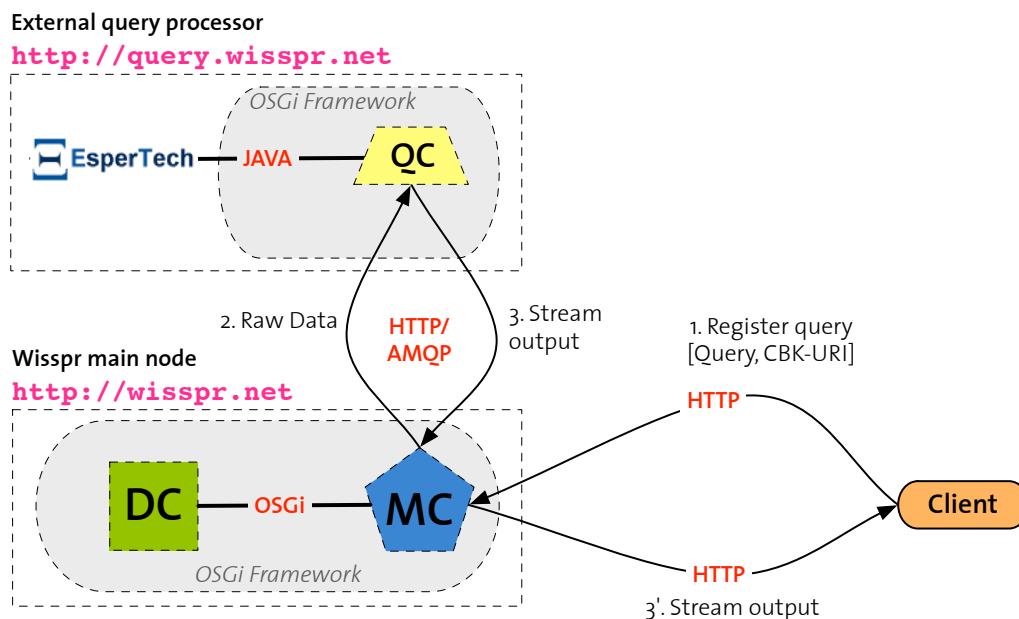 External query processor
http://query.wisspr.net
OSGi Framework
EsperTech
JAVA
QC
2. Raw Data
HTTP/
AMQP
3. Stream
output
1. Register query
[Query, CBK-URI]
Wisspr main node
http://wisspr.net
HTTP
DC
OSGi
MC
Client
OSGi Framework
HTTP
3'. Stream output